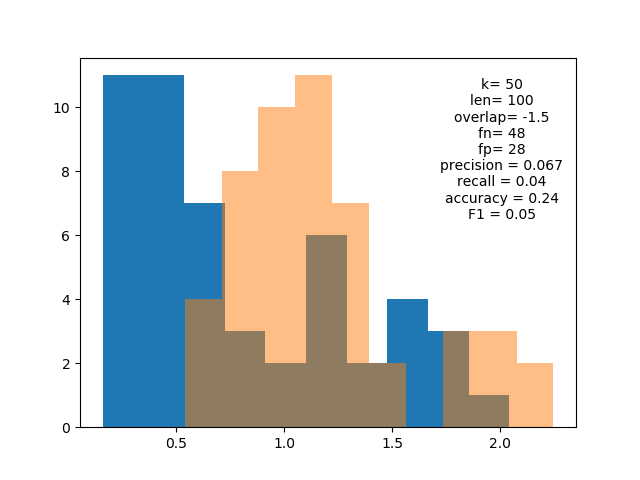 k= 50
len= 100
overlap= -1.5
fn= 48
fp= 28
precision = 0.067
recall = 0.04
accuracy = 0.24
F1 = 0.05
10
8
6
4
2
0
0.5 1.0 1.5 2.0